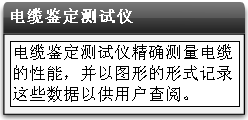 电缆鉴定测试仪
电缆鉴定测试仪精确测量电缆
的性能，并以图形的形式记录
这些数据以供用户查阅。